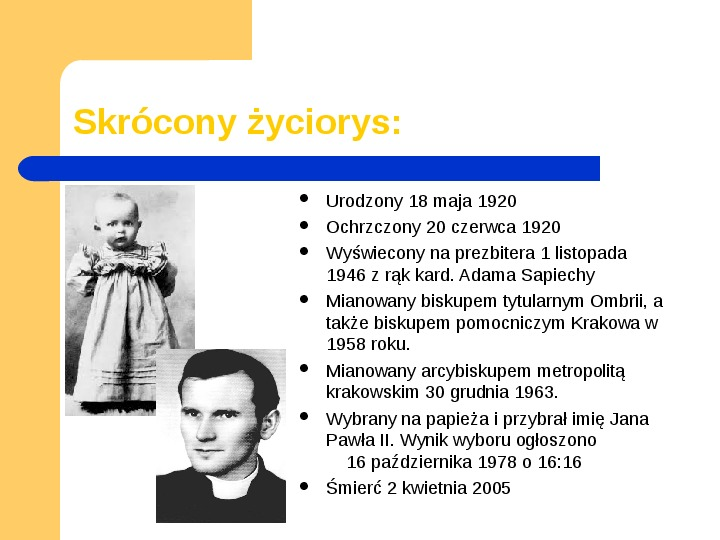 Skrócony życiorys:
Urodzony 18 maja 1920
Ochrzczony 20 czerwca 1920
Wyświecony na prezbitera 1 listopada
1946 z rąk kard. Adama Sapiechy
Mianowany biskupem tytularnym Ombrii, a
także biskupem pomocniczym Krakowa w
1958 roku.
Mianowany arcybiskupem metropolitą
krakowskim 30 grudnia 1963.
Wybrany na papieża i przybrał imię Jana
Pawła II. Wynik wyboru ogłoszono
16 października 1978 o 16:16
Śmierć 2 kwietnia 2005